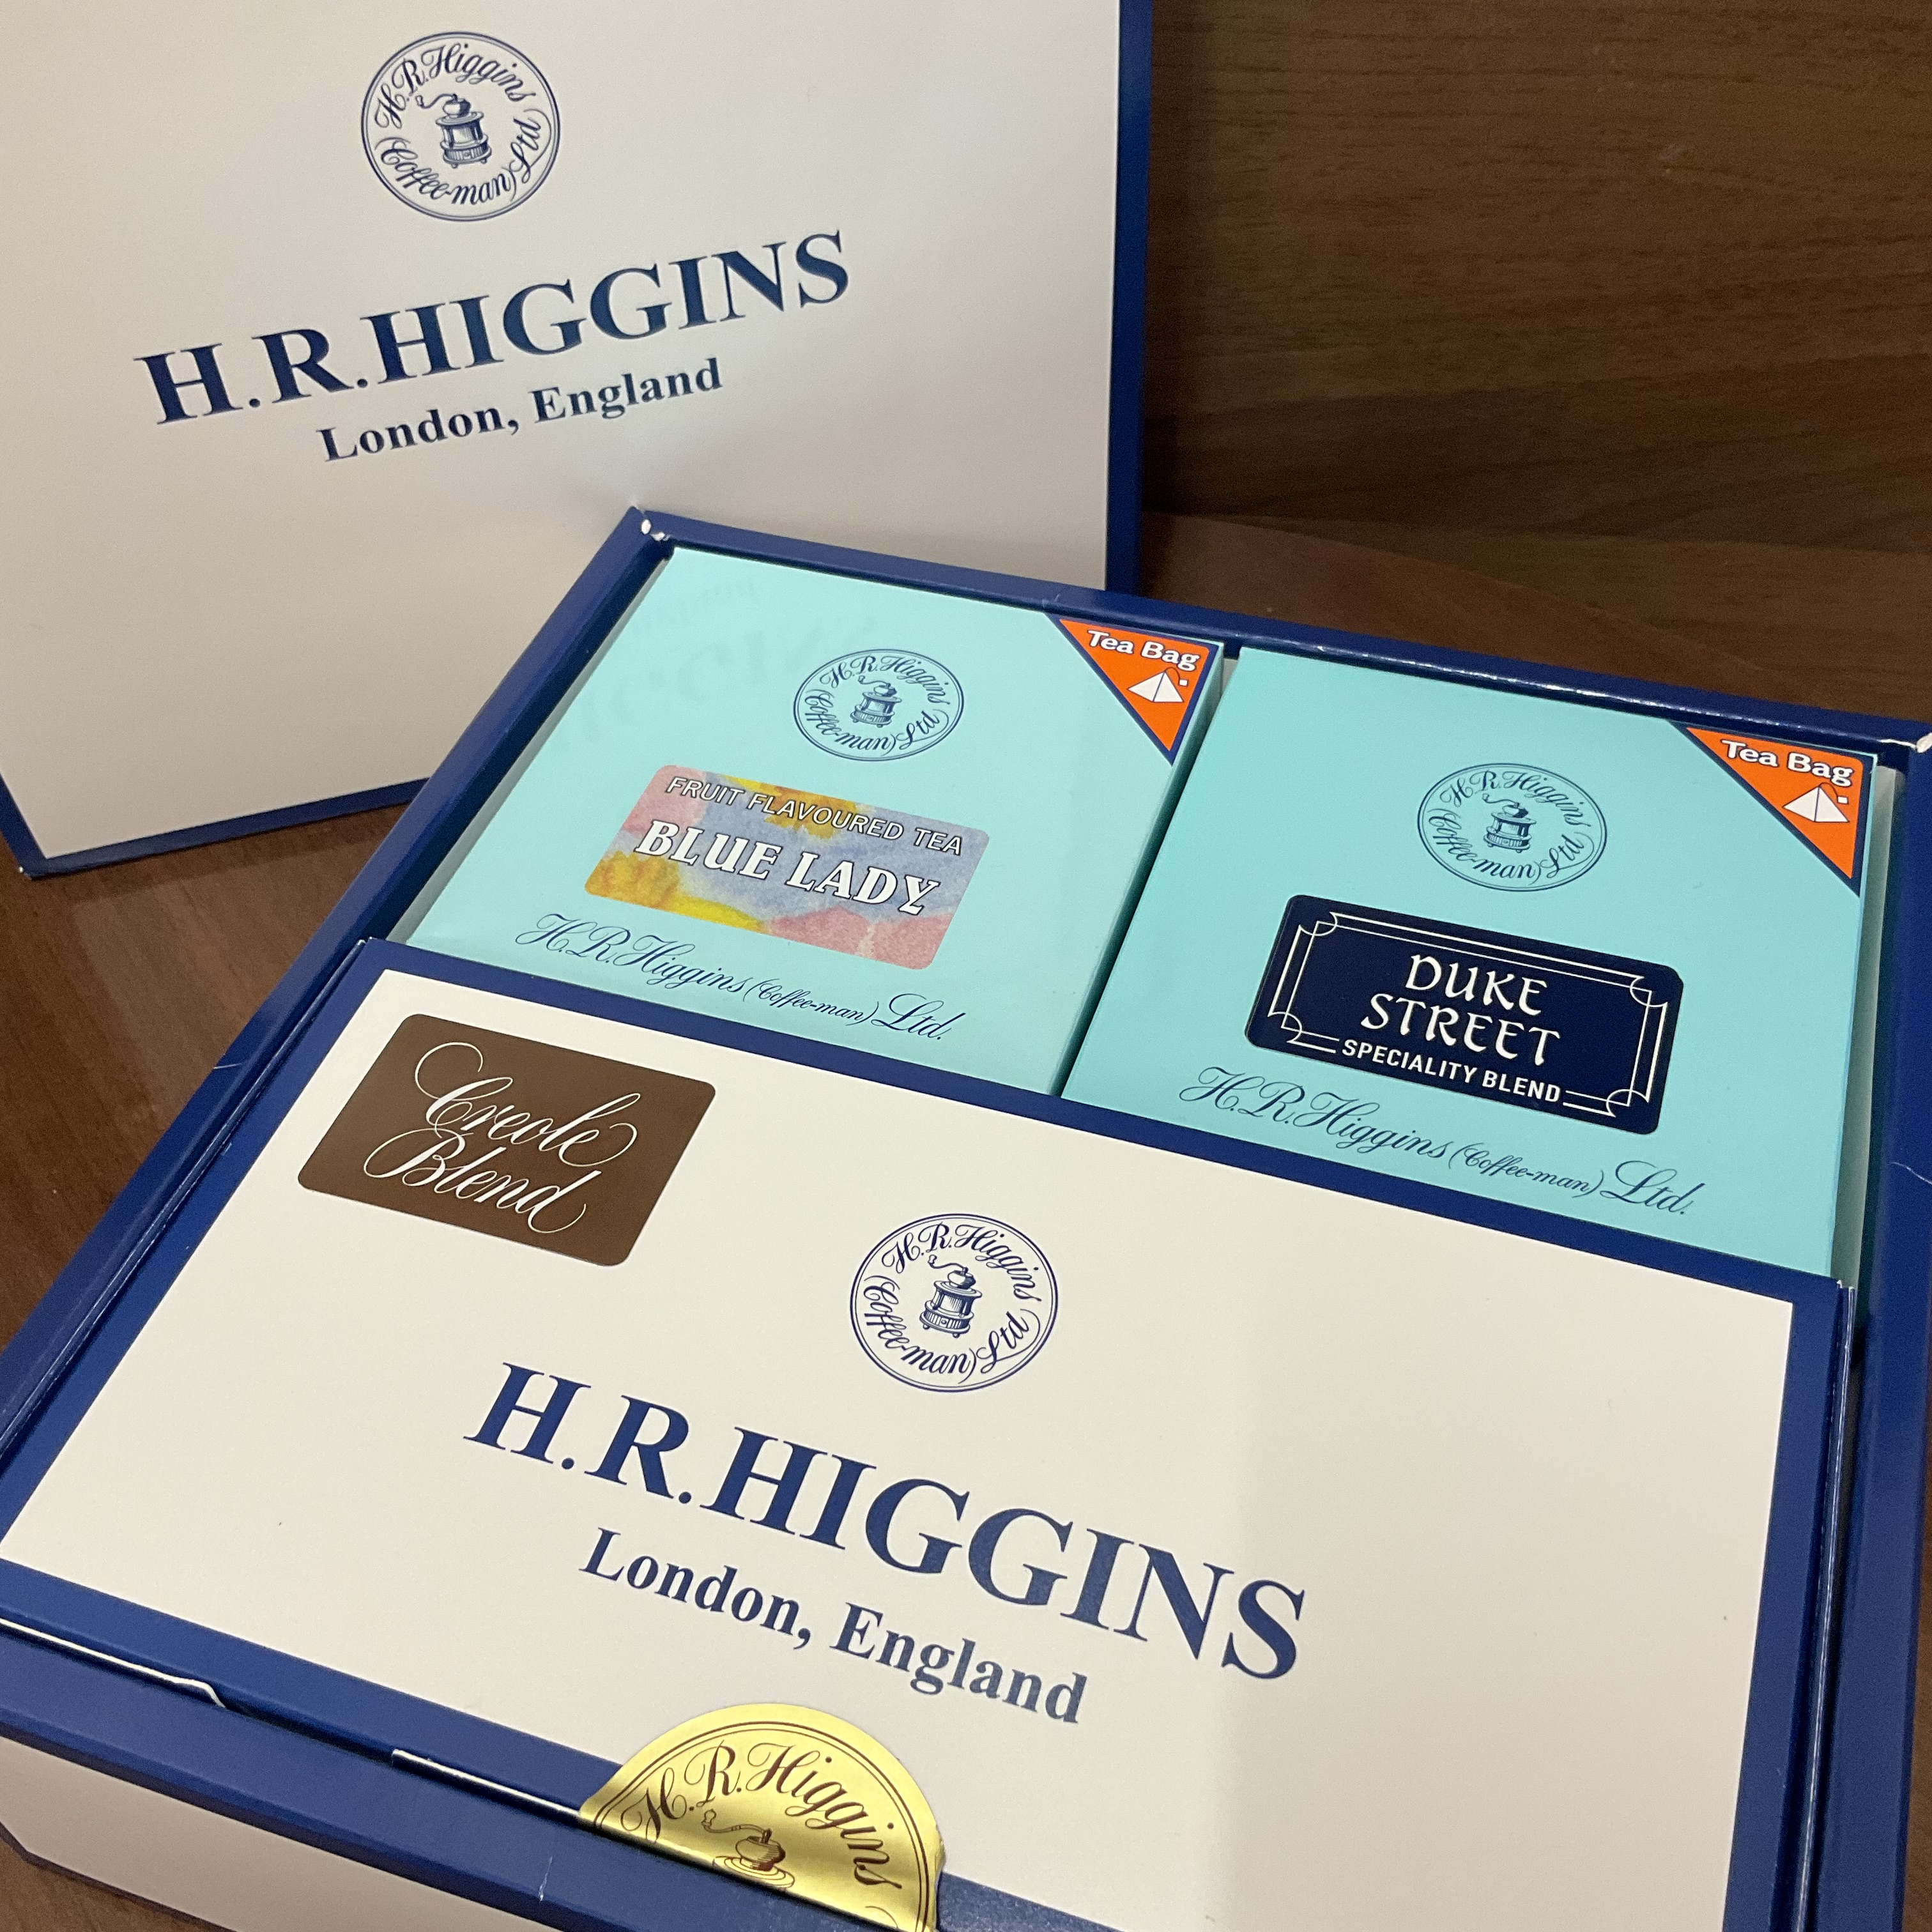 H.R.Higgins (Coffee-man) Ltd
H.R.HIGGINS
London, England
H.R.Higgins (Coffee-man) Ltd
Tea Bag
FRUIT FLAVOURED TEA
BLUE LADY
H.R.Higgins (Coffee-man) Ltd.
H.R.Higgins (Coffee-man) Ltd
Tea Bag
DUKE
STREET
SPECIALITY BLEND
H.R.Higgins (Coffee-man) Ltd.
Creole
Blend
H.R.Higgins (Coffee-man) Ltd
H.R.HIGGINS
London, England
H.R.Higgins